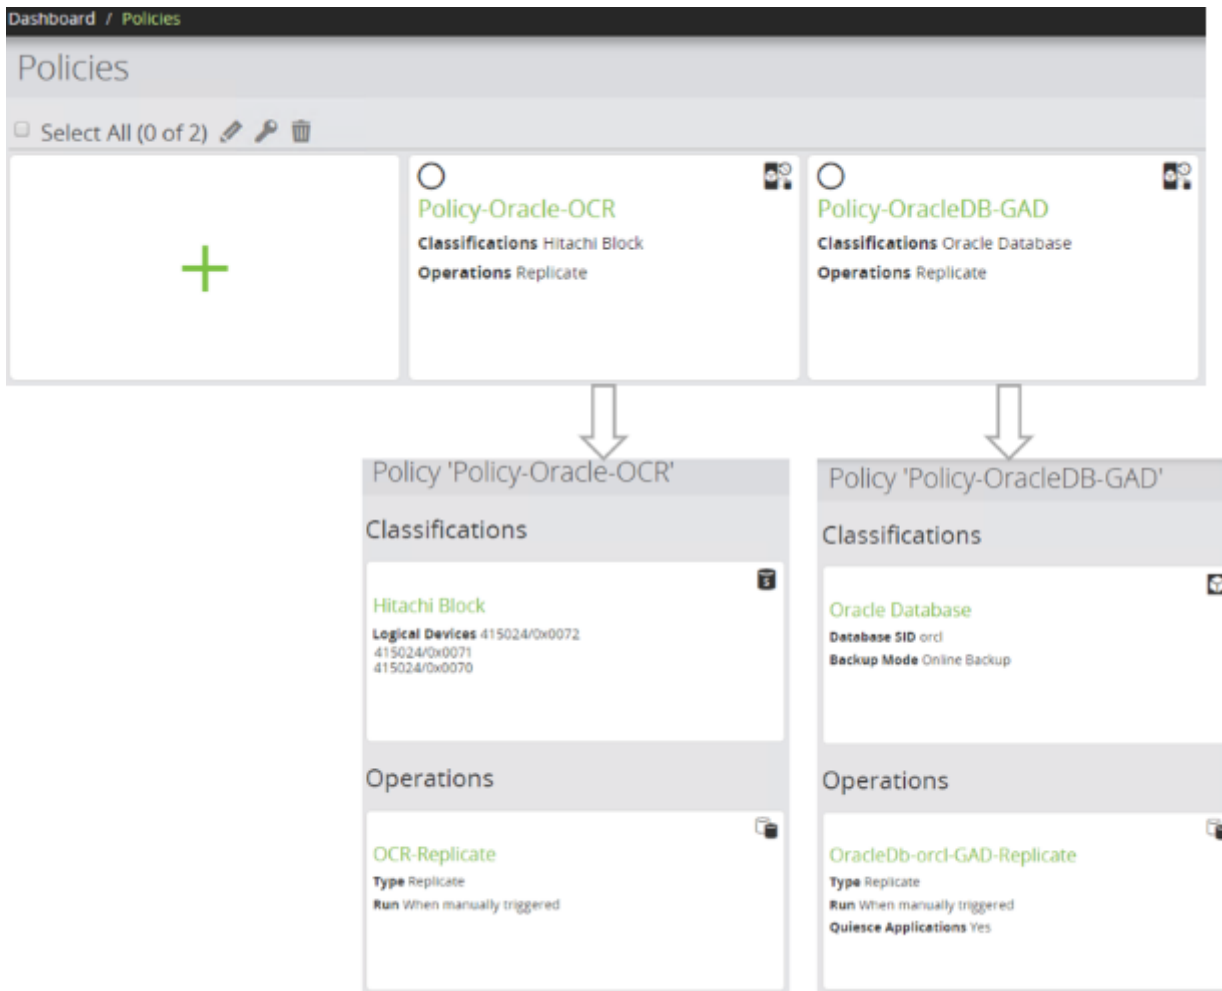 Dashboard / Policies
Policies
Select All (0 of 2)
Policy-Oracle-OCR
Classifications Hitachi Block
Operations Replicate
Policy-OracleDB-GAD
Classifications Oracle Database
Operations Replicate
Policy 'Policy-Oracle-OCR'
Classifications
Hitachi Block
Logical Devices 415024/0x0072
415024/0x0071
415024/0x0070
Operations
OCR-Replicate
Type Replicate
Run When manually triggered
Policy 'Policy-OracleDB-GAD'
Classifications
Oracle Database
Database SID orcl
Backup Mode Online Backup
Operations
OracleDb-orcl-GAD-Replicate
Type Replicate
Run When manually triggered
Quiesce Applications Yes